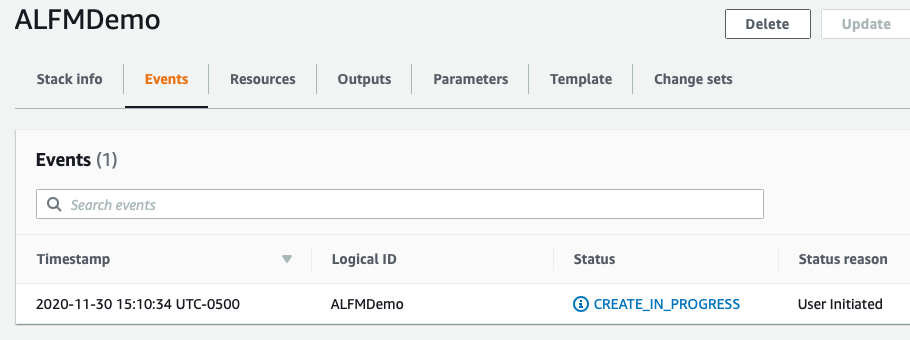 ALFMDemo
Delete Update
Stack info Events Resources Outputs Parameters Template Change sets
Events (1)
Search events
Timestamp Logical ID Status Status reason
2020-11-30 15:10:34 UTC-0500 ALFMDemo CREATE_IN_PROGRESS User Initiated